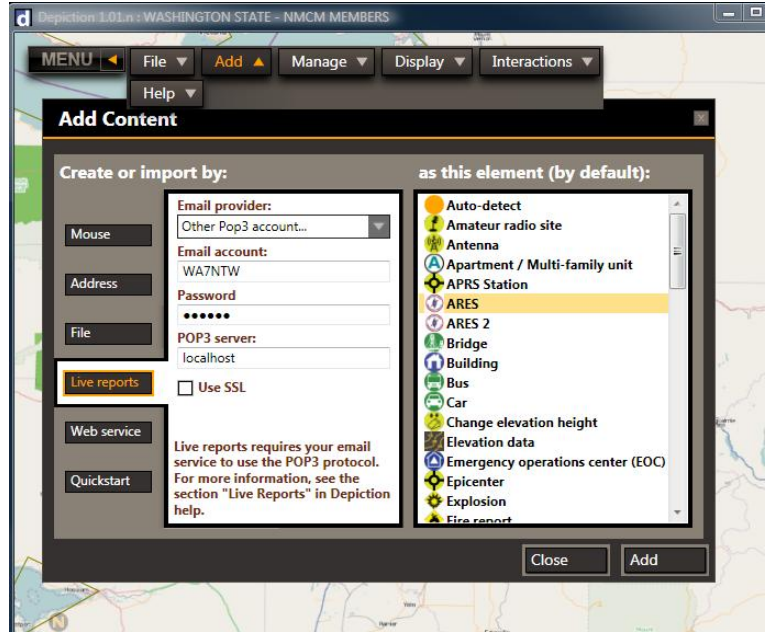 d Depiction 1.01.n : WASHINGTON STATE - NMCM MEMBERS
MENU File Add Manage Display Interactions
Help
Add Content
Create or import by:
Mouse
Address
File
Live reports
Web service
Quickstart
Email provider:
Other Pop3 account...
Email account:
WA7NTW
Password
••••••
POP3 server:
localhost
Use SSL
Live reports requires your email
service to use the POP3 protocol.
For more information, see the
section "Live Reports" in Depiction
help.
as this element (by default):
Auto-detect
Amateur radio site
Antenna
A Apartment / Multi-family unit
APRS Station
ARES
ARES 2
Bridge
Building
Bus
Car
Change elevation height
Elevation data
Emergency operations center (EOC)
Epicenter
Explosion
Fire report
Close Add
N